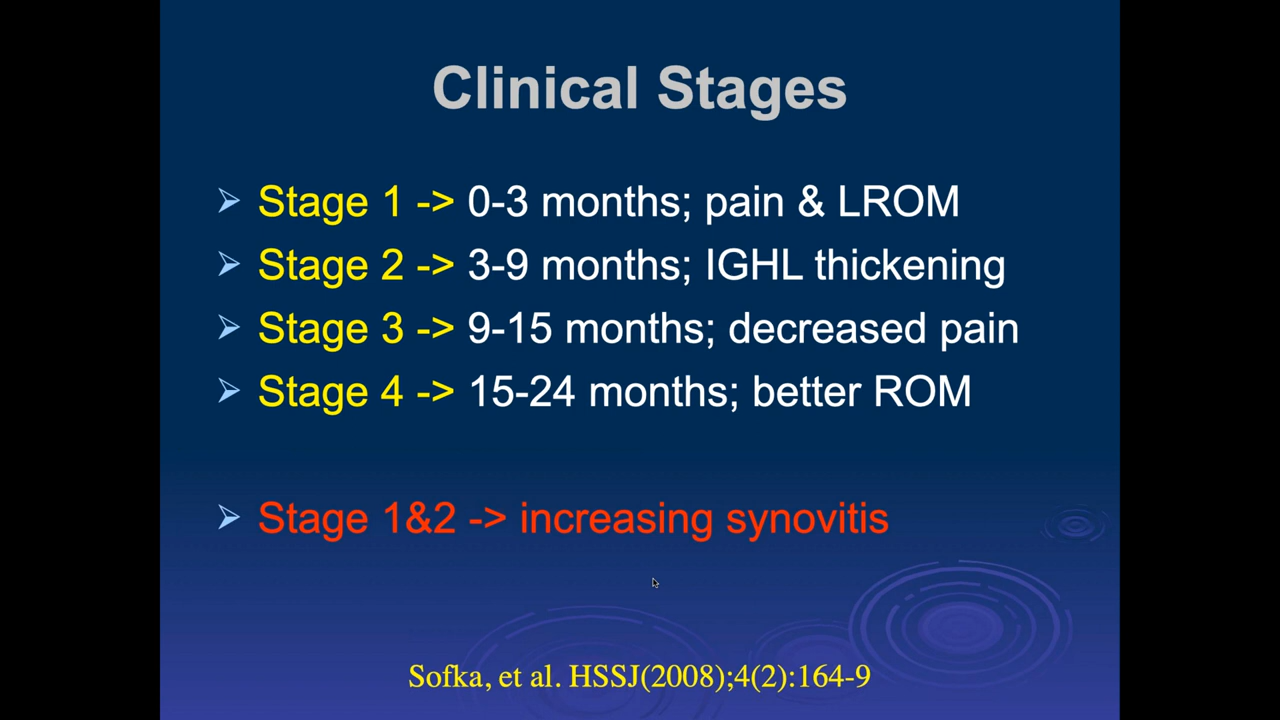 Clinical Stages
Stage 1 -> 0-3 months; pain & LROM
Stage 2 -> 3-9 months; IGHL thickening
Stage 3 -> 9-15 months; decreased pain
Stage 4 -> 15-24 months; better ROM
Stage 1&2 -> increasing synovitis
Sofka, et al. HSSJ(2008);4(2):164-9